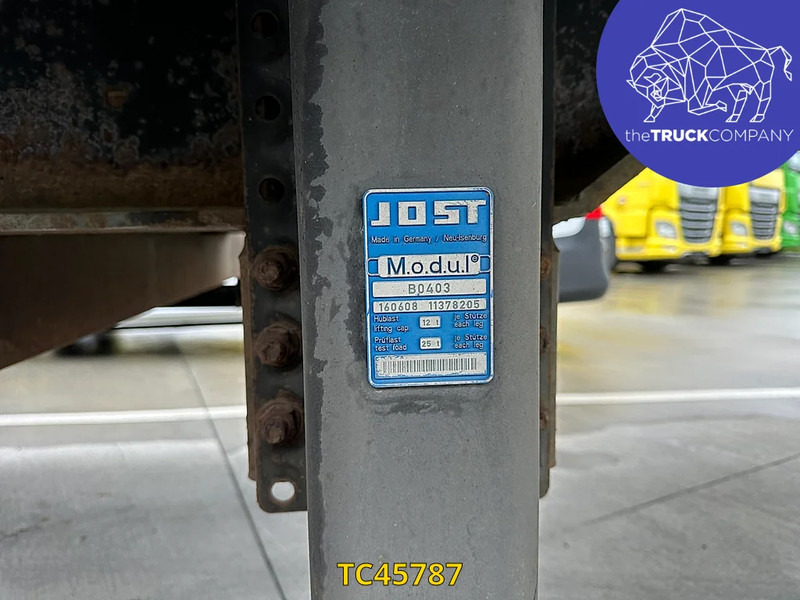 theTRUCKCOMPANY
JOST
Made in Germany / Neu-Isenburg
M.o.d.u.l®
B0403
160608 11378205
Hublast
lifting cap. 12 t je Stütze
each leg
Prüflast
test load 25 t je Stütze
each leg
TC45787